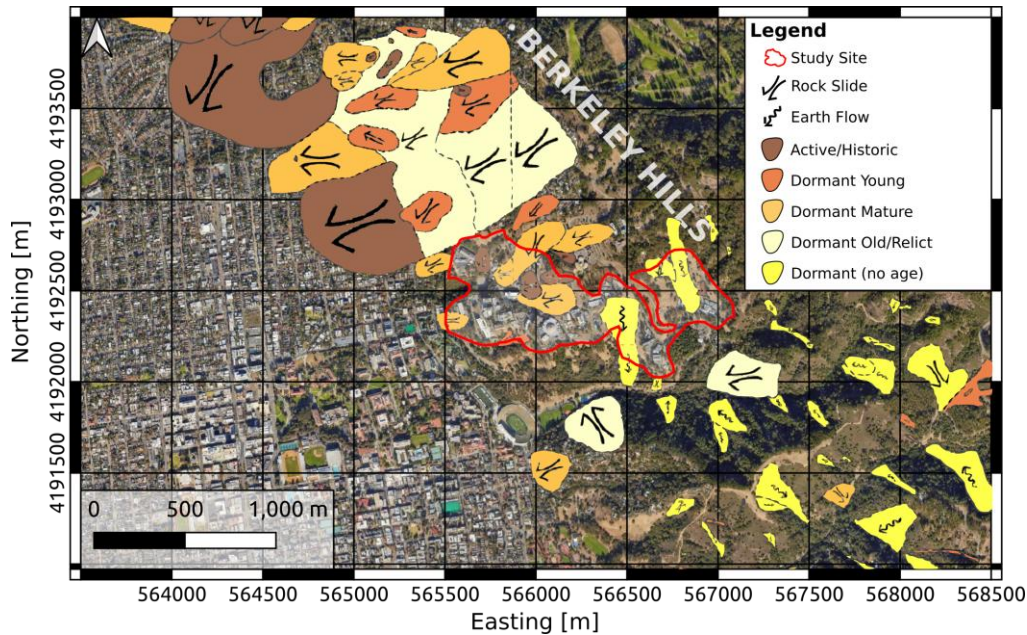 BERKELEY HILLS
Legend
Study Site
Rock Slide
Earth Flow
Active/Historic
Dormant Young
Dormant Mature
Dormant Old/Relict
Dormant (no age)
Northing [m]
4193500
4193000
4192500
4192000
4191500
0 500 1,000 m
564000 564500 565000 565500 566000 566500 567000 567500 568000 568500
Easting [m]